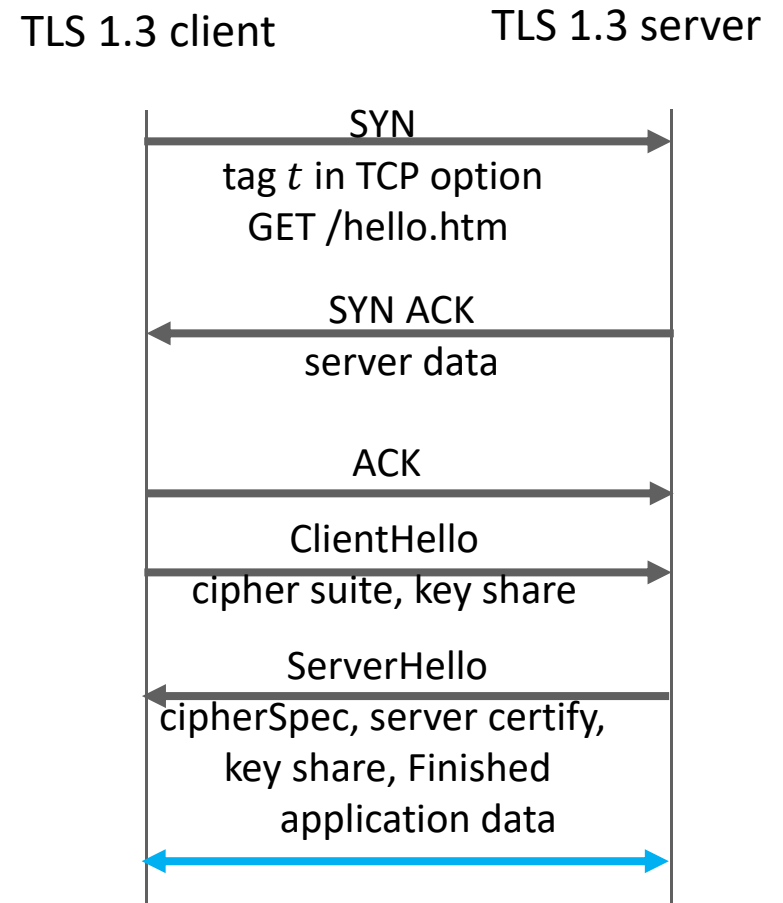 TLS 1.3 client
TLS 1.3 server
SYN
tag t in TCP option
GET /hello.htm
SYN ACK
server data
ACK
ClientHello
cipher suite, key share
ServerHello
cipherSpec, server certify,
key share, Finished
application data